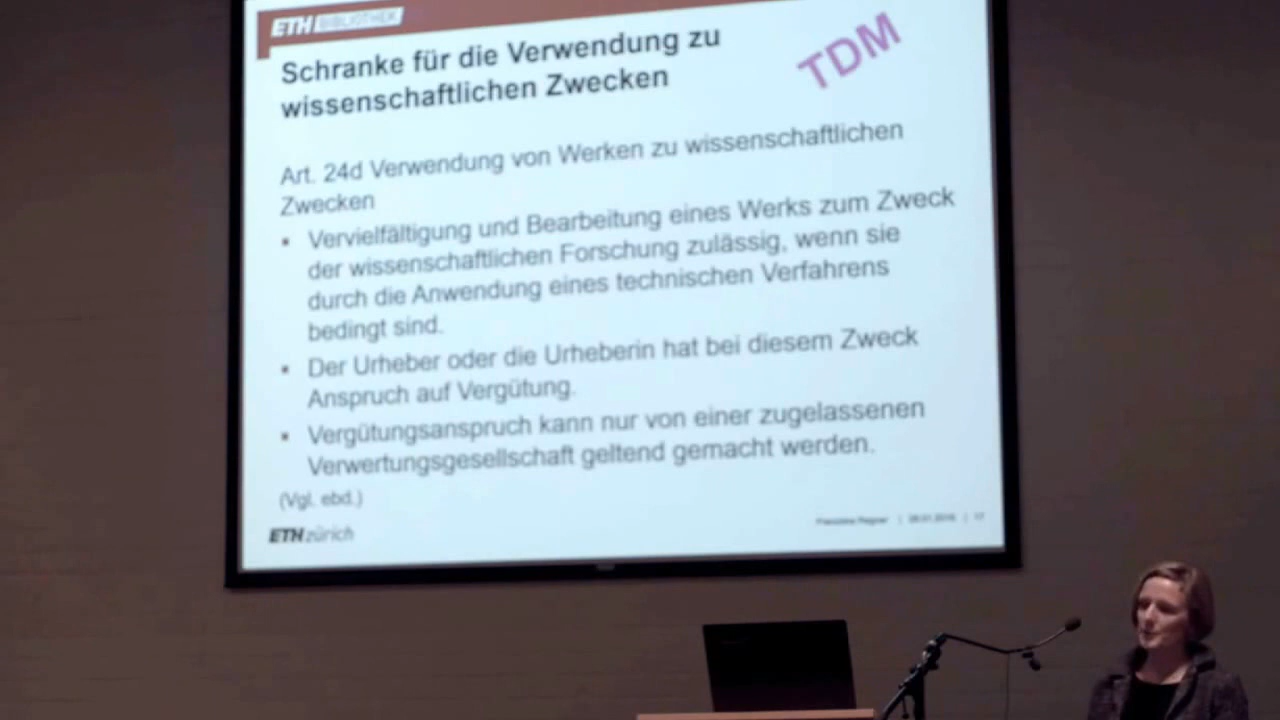 ETH BIBLIOTHEK
Schranke für die Verwendung zu
wissenschaftlichen Zwecken
TDM
Art. 24d Verwendung von Werken zu wissenschaftlichen
Zwecken
▪ Vervielfältigung und Bearbeitung eines Werks zum Zweck
der wissenschaftlichen Forschung zulässig, wenn sie
durch die Anwendung eines technischen Verfahrens
bedingt sind.
▪ Der Urheber oder die Urheberin hat bei diesem Zweck
Anspruch auf Vergütung.
▪ Vergütungsanspruch kann nur von einer zugelassenen
Verwertungsgesellschaft geltend gemacht werden.
(Vgl. ebd.)
ETH zürich